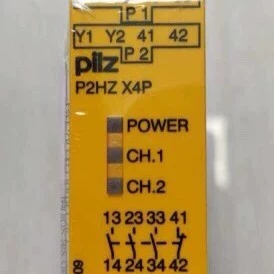 P 1
Y1 Y2 41 42
P 2
pilz
P2HZ X4P
POWER
CH.1
CH.2
13 23 33 41
14 24 34 42